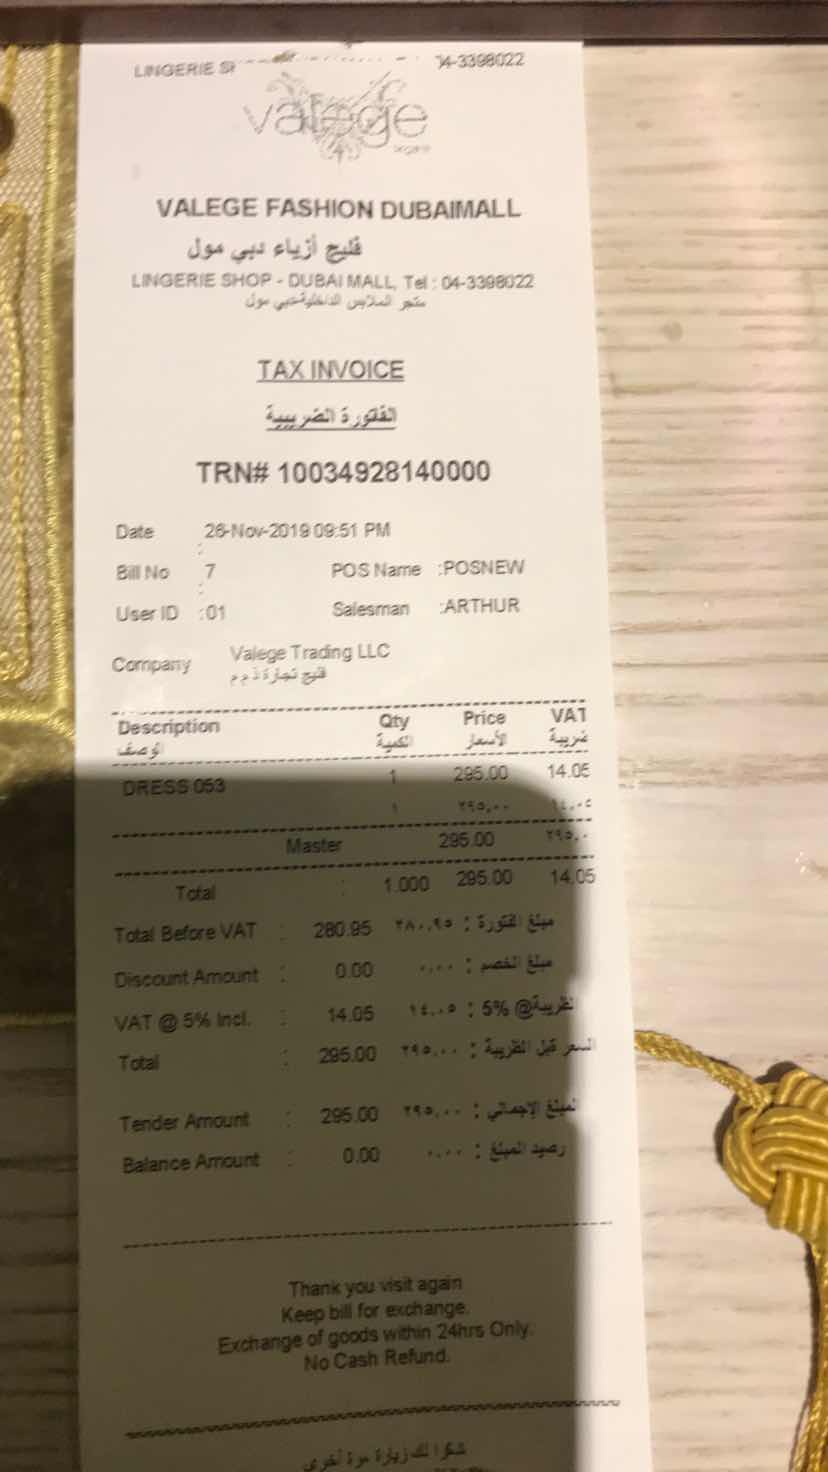 LINGERIE 04-3398022
valege
VALEGE FASHION DUBAIMALL
فليج أزياء دبي مول
LINGERIE SHOP - DUBAI MALL, Tel : 04-3398022
متجر الملابس الداخلية دبي مول
TAX INVOICE
الفاتورة الضريبية
TRN# 10034928140000
Date : 26-Nov-2019 09:51 PM
Bill No : 7 POS Name :POSNEW
User ID :01 Salesman :ARTHUR
Company Valege Trading LLC
فليج تجارة ذ م م
Description Qty Price VAT
الوصف الكمية الأسعار ضريبة
DRESS 053 1 295.00 14.05
١ ٢٩٥,٠٠ ١٤,٠٥
Master 295.00 ٢٩٥,٠
Total : 1.000 295.00 14.05
Total Before VAT : 280.95 ٢٨٠,٩٥ : مبلغ الفتورة
Discount Amount : 0.00 ٠,٠٠ : مبلغ الخصم
VAT @ 5% Incl. : 14.05 ١٤,٠٥ : 5% @الظريبة
Total : 295.00 ٢٩٥,٠٠ : السعر قبل الظريبة
Tender Amount : 295.00 ٢٩٥,٠٠ : المبلغ الإجمالي
Balance Amount : 0.00 ٠,٠٠ : رصيد المبلغ
Thank you visit again
Keep bill for exchange.
Exchange of goods within 24hrs Only.
No Cash Refund.
شكرا لك زيارة مرة أخرى